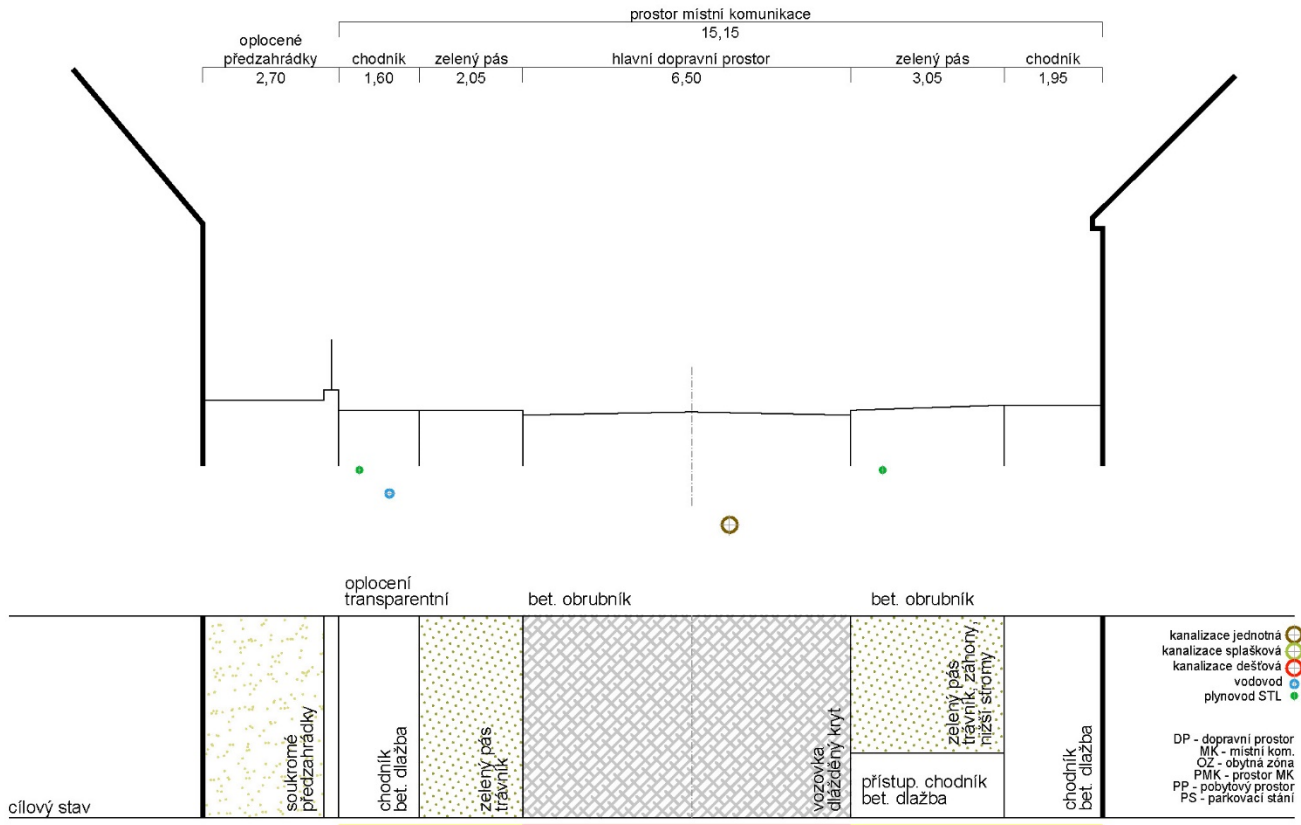 prostor místní komunikace
15,15
oplocené
předzahrádky
chodník
zelený pás
hlavní dopravní prostor
zelený pás
chodník
2,70
1,60
2,05
6,50
3,05
1,95
oplocení
transparentní
bet. obrubník
bet. obrubník
soukromé
předzahrádky
chodník
bet. dlažba
zelený pás
trávník
vozovka
dlážděný kryt
zelený pás
trávník, záhony,
nižší stromy
přístup. chodník
bet. dlažba
chodník
bet. dlažba
kanalizace jednotná
kanalizace splašková
kanalizace dešťová
vodovod
plynovod STL
DP - dopravní prostor
MK - místní kom.
OZ - obytná zóna
PMK - prostor MK
PP - pobytový prostor
PS - parkovací stání
cílový stav